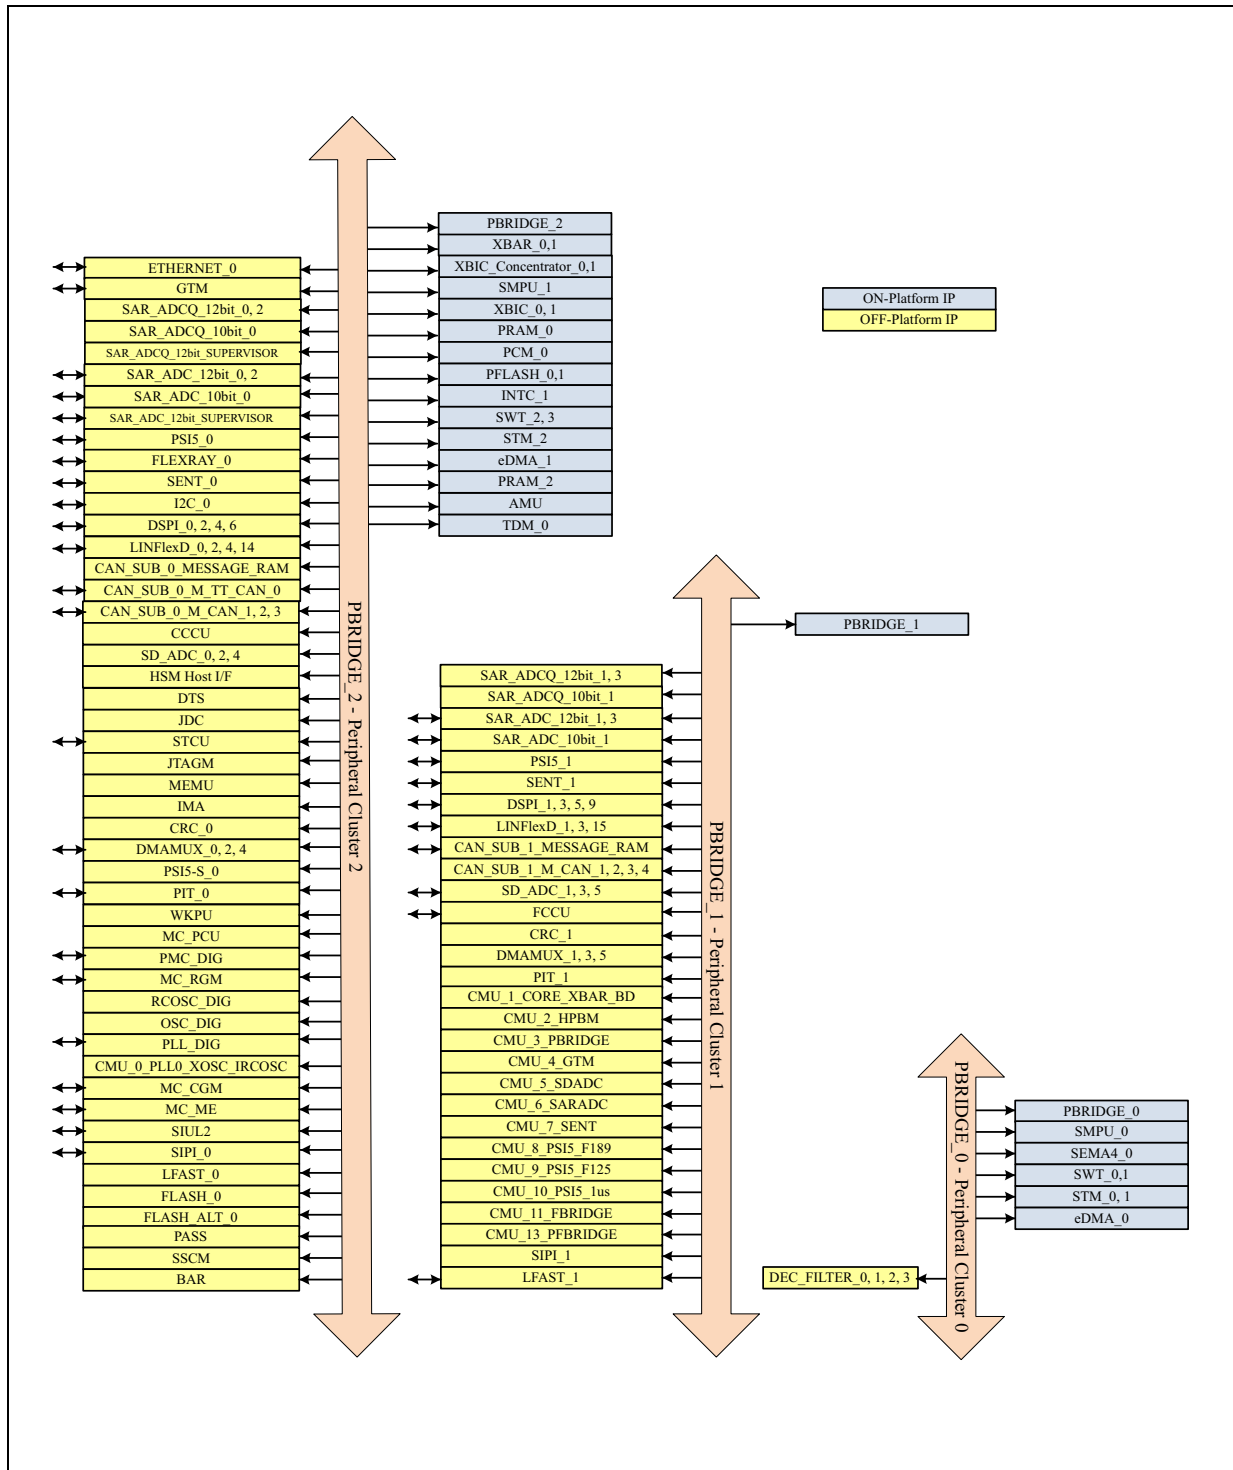 PBRIDGE_2
XBAR_0,1
XBIC_Concentrator_0,1
SMPU_1
XBIC_0, 1
PRAM_0
PCM_0
PFLASH_0,1
INTC_1
SWT_2, 3
STM_2
eDMA_1
PRAM_2
AMU
TDM_0
ETHERNET_0
GTM
SAR_ADCQ_12bit_0, 2
SAR_ADCQ_10bit_0
SAR_ADCQ_12bit_SUPERVISOR
SAR_ADC_12bit_0, 2
SAR_ADC_10bit_0
SAR_ADC_12bit_SUPERVISOR
PSI5_0
FLEXRAY_0
SENT_0
I2C_0
DSPI_0, 2, 4, 6
LINFlexD_0, 2, 4, 14
CAN_SUB_0_MESSAGE_RAM
CAN_SUB_0_M_TT_CAN_0
CAN_SUB_0_M_CAN_1, 2, 3
CCCU
SD_ADC_0, 2, 4
HSM Host I/F
DTS
JDC
STCU
JTAGM
MEMU
IMA
CRC_0
DMAMUX_0, 2, 4
PSI5-S_0
PIT_0
WKPU
MC_PCU
PMC_DIG
MC_RGM
RCOSC_DIG
OSC_DIG
PLL_DIG
CMU_0_PLL0_XOSC_IRCOSC
MC_CGM
MC_ME
SIUL2
SIPI_0
LFAST_0
FLASH_0
FLASH_ALT_0
PASS
SSCM
BAR
PBRIDGE_2 - Peripheral Cluster 2
ON-Platform IP
OFF-Platform IP
PBRIDGE_1
SAR_ADCQ_12bit_1, 3
SAR_ADCQ_10bit_1
SAR_ADC_12bit_1, 3
SAR_ADC_10bit_1
PSI5_1
SENT_1
DSPI_1, 3, 5, 9
LINFlexD_1, 3, 15
CAN_SUB_1_MESSAGE_RAM
CAN_SUB_1_M_CAN_1, 2, 3, 4
SD_ADC_1, 3, 5
FCCU
CRC_1
DMAMUX_1, 3, 5
PIT_1
CMU_1_CORE_XBAR_BD
CMU_2_HPBM
CMU_3_PBRIDGE
CMU_4_GTM
CMU_5_SDADC
CMU_6_SARADC
CMU_7_SENT
CMU_8_PSI5_F189
CMU_9_PSI5_F125
CMU_10_PSI5_1us
CMU_11_FBRIDGE
CMU_13_PFBRIDGE
SIPI_1
LFAST_1
PBRIDGE_1 - Peripheral Cluster 1
PBRIDGE_0 - Peripheral Cluster 0
PBRIDGE_0
SMPU_0
SEMA4_0
SWT_0,1
STM_0, 1
eDMA_0
DEC_FILTER_0, 1, 2, 3